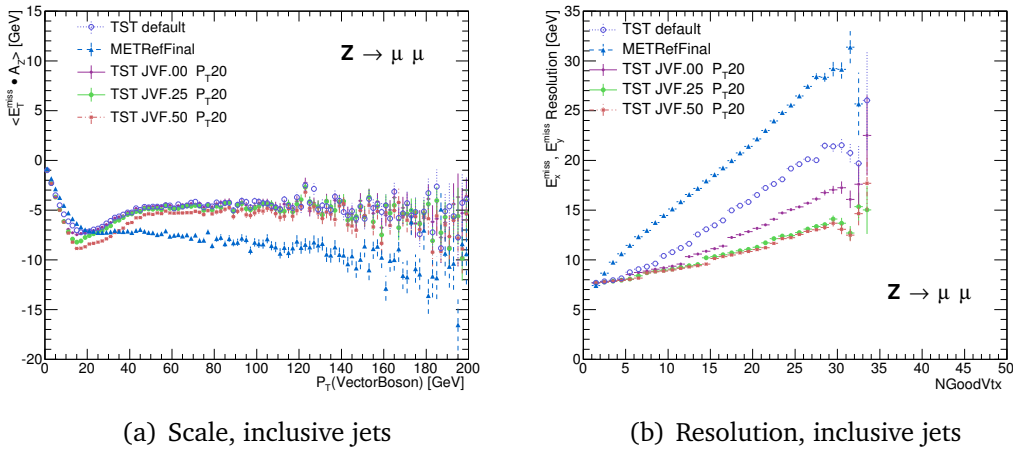 <E_T^miss • A_Z> [GeV]
15
10
5
0
-5
-10
-15
-20
TST default
METRefFinal
TST JVF.00 P_T20
TST JVF.25 P_T20
TST JVF.50 P_T20
Z → μ μ
0 20 40 60 80 100 120 140 160 180 200
P_T(VectorBoson) [GeV]
(a) Scale, inclusive jets
E_x^miss, E_y^miss Resolution [GeV]
35
30
25
20
15
10
5
0
TST default
METRefFinal
TST JVF.00 P_T20
TST JVF.25 P_T20
TST JVF.50 P_T20
Z → μ μ
0 5 10 15 20 25 30 35 40 45 50
NGoodVtx
(b) Resolution, inclusive jets